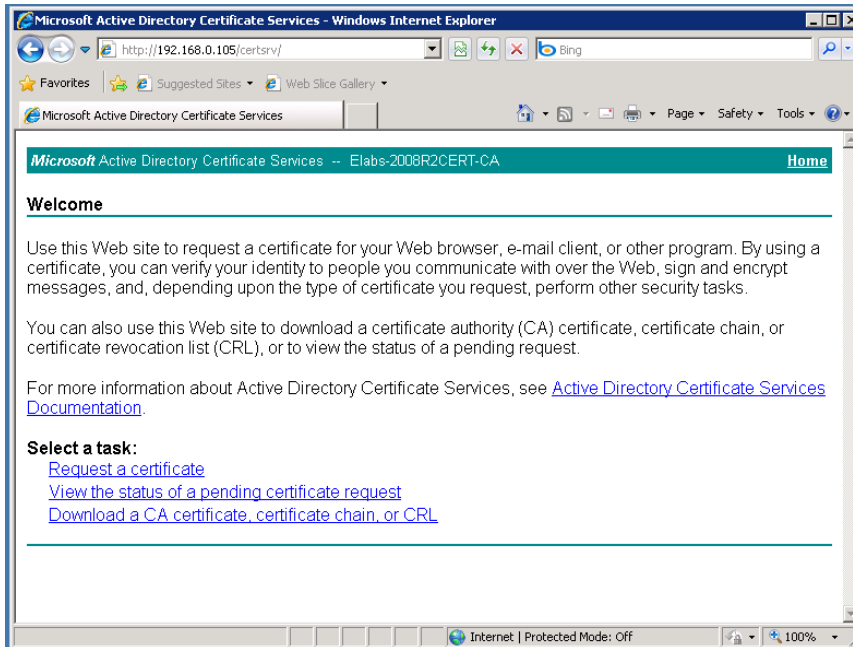 Microsoft Active Directory Certificate Services - Windows Internet Explorer
http://192.168.0.105/certsrv/
Bing
Favorites
Suggested Sites
Web Slice Gallery
Microsoft Active Directory Certificate Services
Page
Safety
Tools
Microsoft Active Directory Certificate Services -- Elabs-2008R2CERT-CA
Home
Welcome
Use this Web site to request a certificate for your Web browser, e-mail client, or other program. By using a
certificate, you can verify your identity to people you communicate with over the Web, sign and encrypt
messages, and, depending upon the type of certificate you request, perform other security tasks.
You can also use this Web site to download a certificate authority (CA) certificate, certificate chain, or
certificate revocation list (CRL), or to view the status of a pending request.
For more information about Active Directory Certificate Services, see Active Directory Certificate Services
Documentation.
Select a task:
Request a certificate
View the status of a pending certificate request
Download a CA certificate, certificate chain, or CRL
Internet | Protected Mode: Off
100%